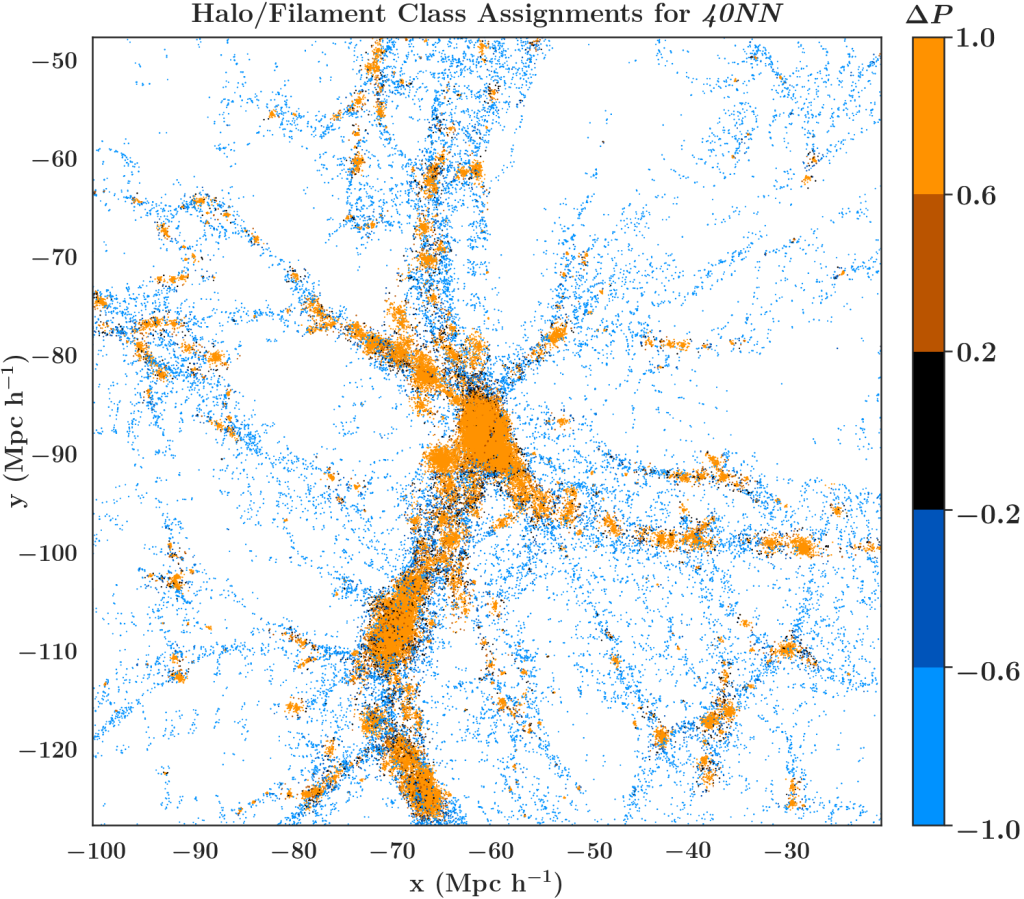 Halo/Filament Class Assignments for 40NN
ΔP
1.0
0.6
0.2
−0.2
−0.6
−1.0
y (Mpc h⁻¹)
−50
−60
−70
−80
−90
−100
−110
−120
−100 −90 −80 −70 −60 −50 −40 −30
x (Mpc h⁻¹)